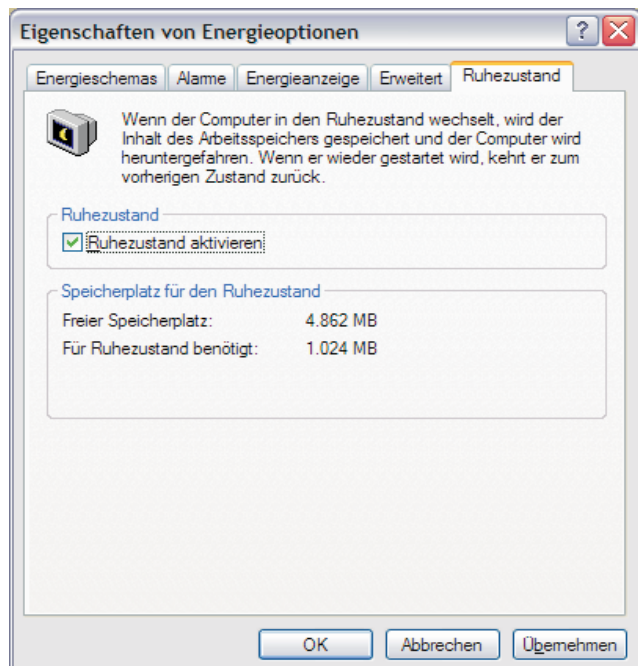 Eigenschaften von Energieoptionen
Energieschemas Alarme Energieanzeige Erweitert Ruhezustand
Wenn der Computer in den Ruhezustand wechselt, wird der
Inhalt des Arbeitsspeichers gespeichert und der Computer wird
heruntergefahren. Wenn er wieder gestartet wird, kehrt er zum
vorherigen Zustand zurück.
Ruhezustand
Ruhezustand aktivieren
Speicherplatz für den Ruhezustand
Freier Speicherplatz: 4.862 MB
Für Ruhezustand benötigt: 1.024 MB
OK Abbrechen Übernehmen